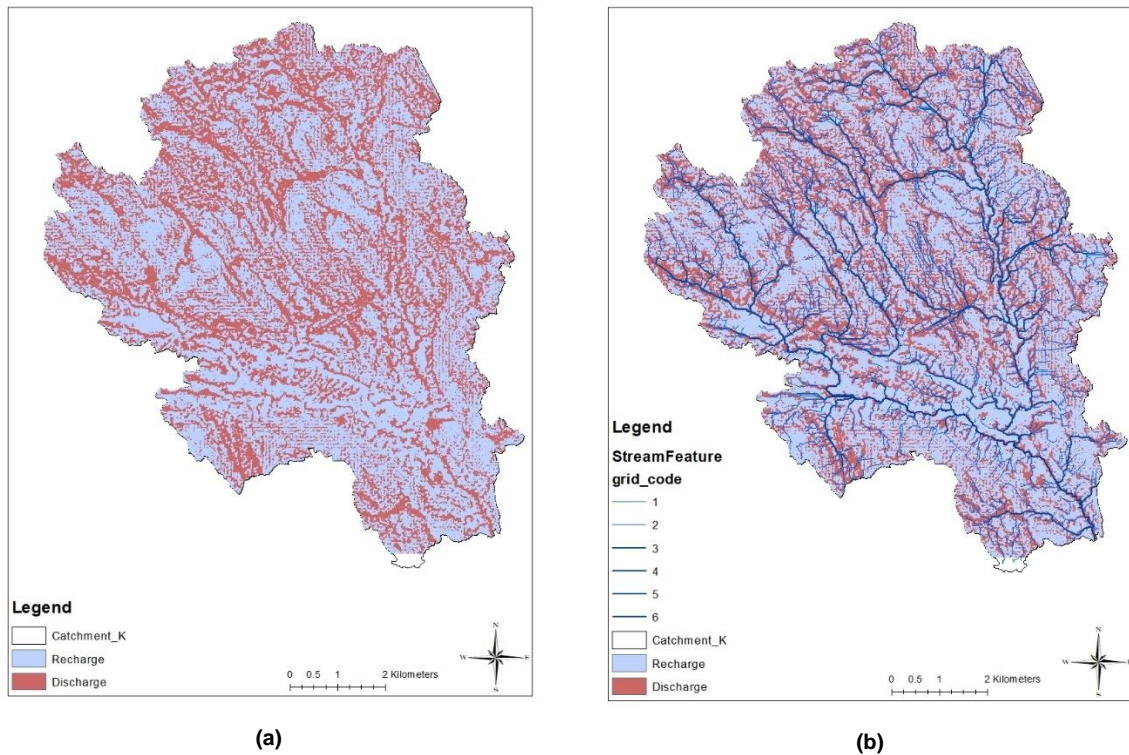 Legend
Catchment_K
Recharge
Discharge
N
W E
S
0 0.5 1 2 Kilometers
(a)
Legend
StreamFeature
grid_code
1
2
3
4
5
6
Catchment_K
Recharge
Discharge
N
W
S
0 0.5 1 2 Kilometers
(b)